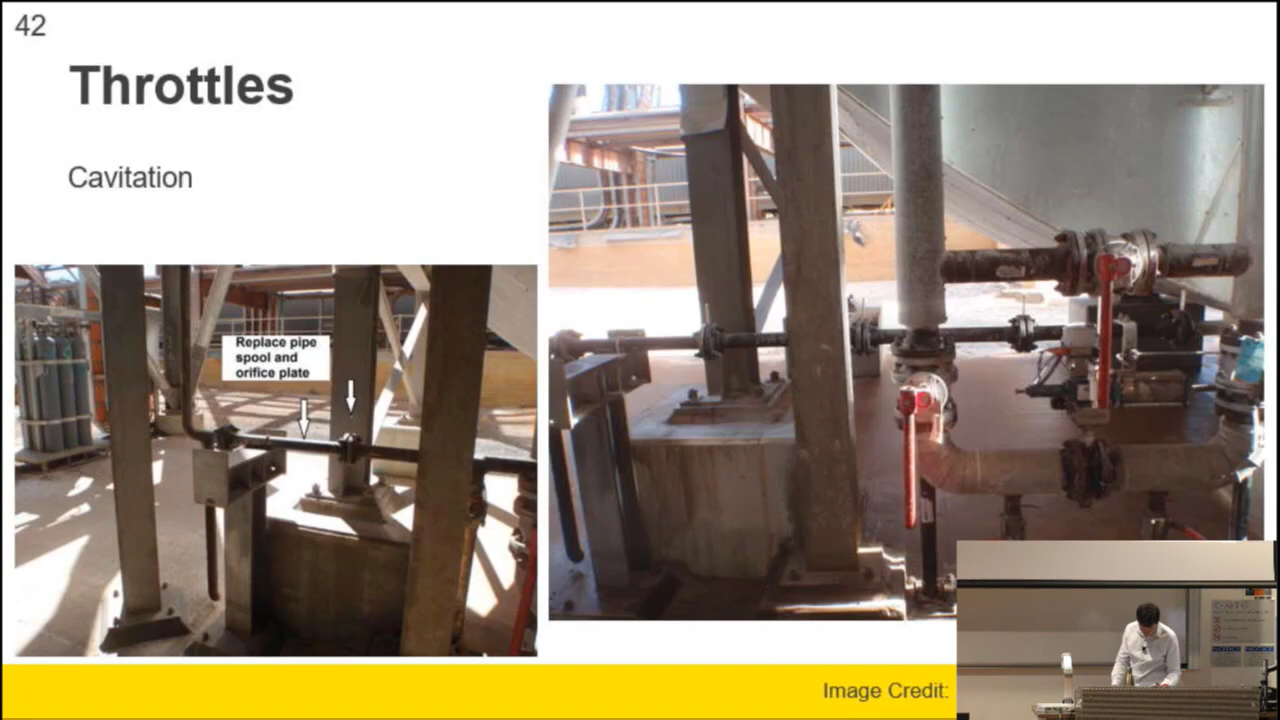 42
Throttles
Cavitation
Replace pipe
spool and
orifice plate
Image Credit: